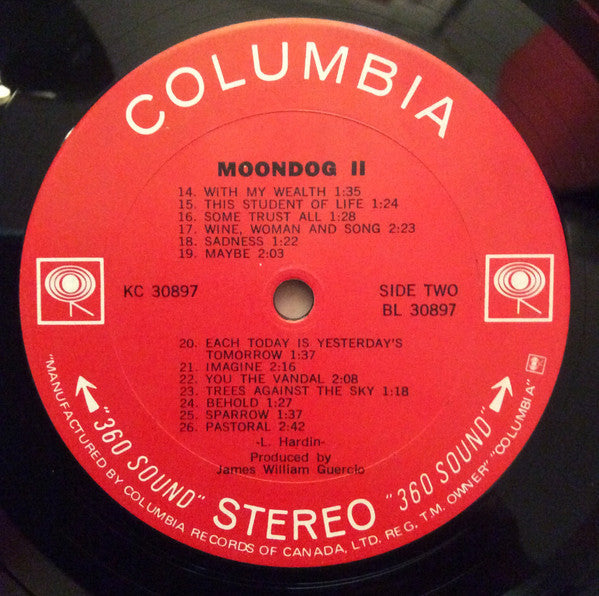 COLUMBIA
MOONDOG II
14. WITH MY WEALTH 1:35
15. THIS STUDENT OF LIFE 1:24
16. SOME TRUST ALL 1:28
17. WINE, WOMAN AND SONG 2:23
18. SADNESS 1:22
19. MAYBE 2:03
KC 30897
SIDE TWO
BL 30897
20. EACH TODAY IS YESTERDAY'S
TOMORROW 1:37
21. IMAGINE 2:16
22. YOU THE VANDAL 2:08
23. TREES AGAINST THE SKY 1:18
24. BEHOLD 1:27
25. SPARROW 1:37
26. PASTORAL 2:42
-L. Hardin-
Produced by
James William Guercio
"360 SOUND" STEREO "360 SOUND"
"MANUFACTURED BY COLUMBIA RECORDS OF CANADA, LTD. REG. T.M. OWNER" "COLUMBIA"